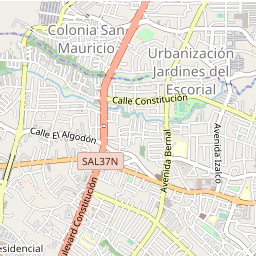 Colonia San
Mauricio
Urbanización
Jardines del
Escorial
Calle Constitución
Calle El Algodón
SAL37N
Avenida Bernal
Avenida Izalco
oulevard Constitución
esidencial